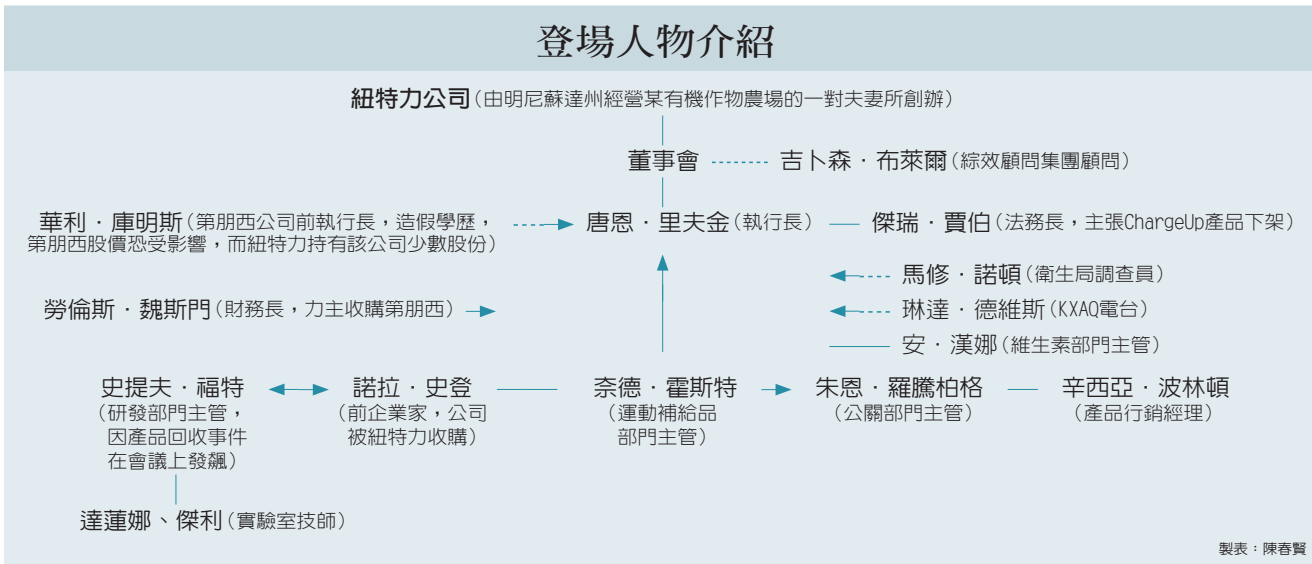 登場人物介紹
紐特力公司(由明尼蘇達州經營某有機作物農場的一對夫妻所創辦)
董事會 吉卜森．布萊爾(綜效顧問集團顧問)
華利．庫明斯(第朋西公司前執行長，造假學歷，
第朋西股價恐受影響，而紐特力持有該公司少數股份)
唐恩．里夫金(執行長)
傑瑞．賈伯(法務長，主張ChargeUp產品下架)
馬修．諾頓(衛生局調查員)
勞倫斯．魏斯門(財務長，力主收購第朋西)
琳達．德維斯(KXAQ電台)
安．漢娜(維生素部門主管)
史提夫．福特
(研發部門主管，
因產品回收事件
在會議上發飆)
諾拉．史登
(前企業家，公司
被紐特力收購)
奈德．霍斯特
(運動補給品
部門主管)
朱恩．羅騰柏格
(公關部門主管)
辛西亞．波林頓
(產品行銷經理)
達蓮娜、傑利(實驗室技師)
製表：陳春賢